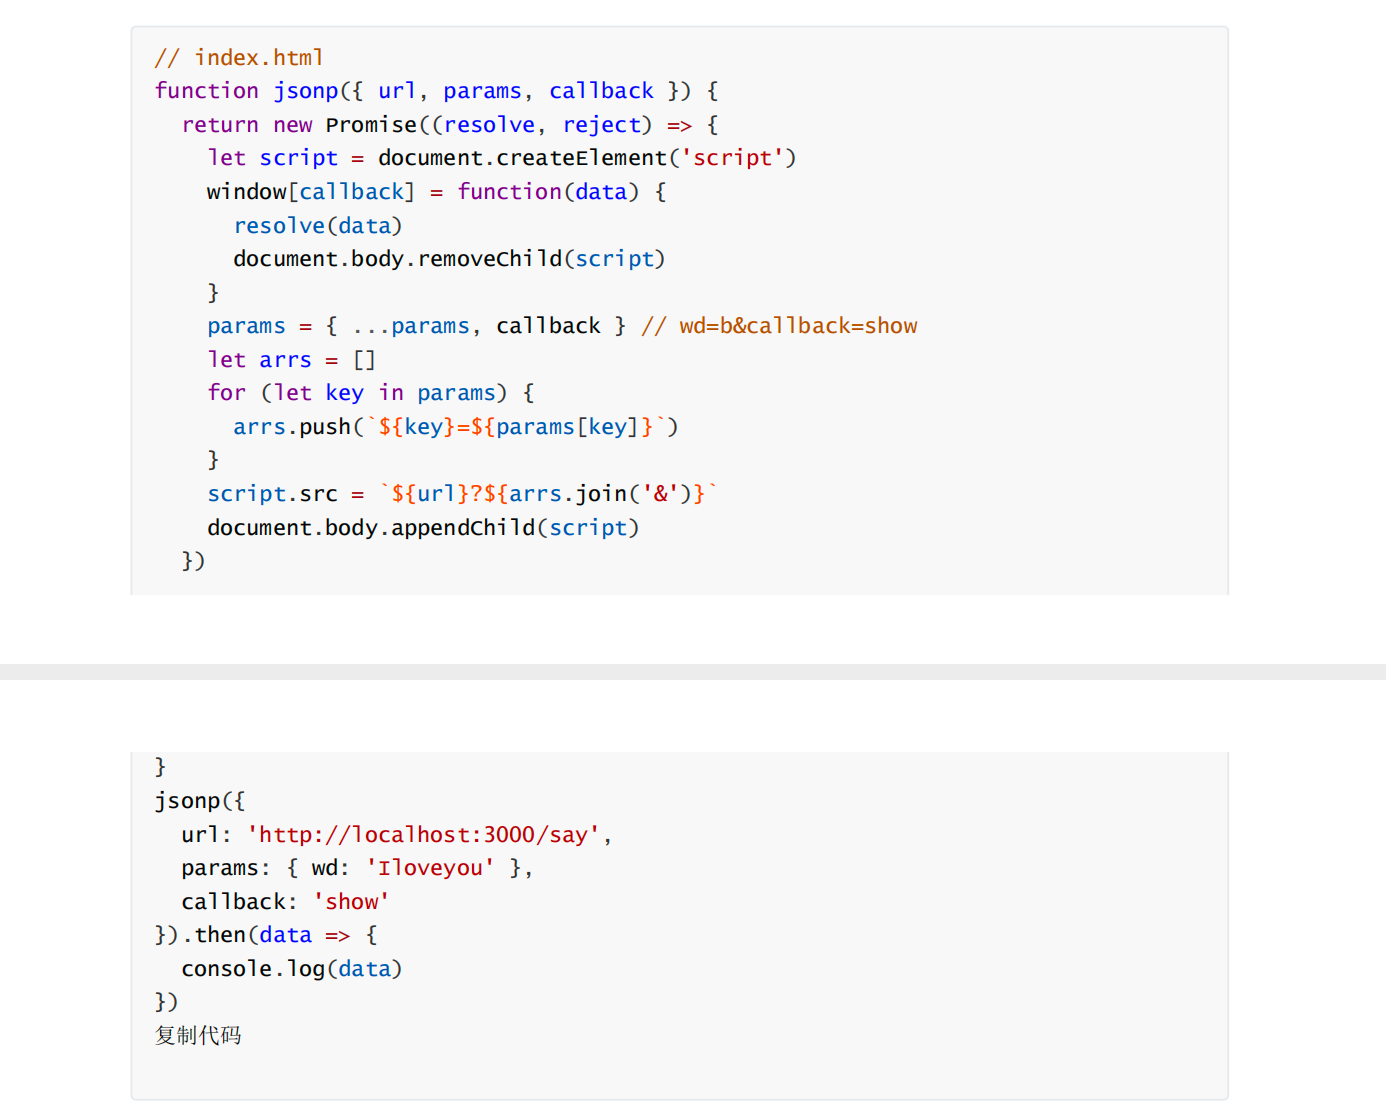 // index.html
function jsonp({ url, params, callback }) {
  return new Promise((resolve, reject) => {
    let script = document.createElement('script')
    window[callback] = function(data) {
      resolve(data)
      document.body.removeChild(script)
    }
    params = { ...params, callback } // wd=b&callback=show
    let arrs = []
    for (let key in params) {
      arrs.push(`${key}=${params[key]}`)
    }
    script.src = `${url}?${arrs.join('&')}`
    document.body.appendChild(script)
  })
}
jsonp({
  url: 'http://localhost:3000/say',
  params: { wd: 'Iloveyou' },
  callback: 'show'
}).then(data => {
  console.log(data)
})
复制代码